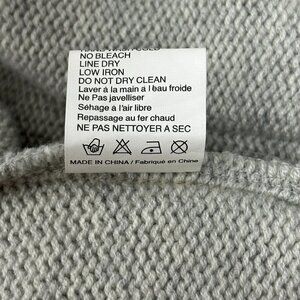 NO BLEACH
LINE DRY
LOW IRON
DO NOT DRY CLEAN
Laver à la main a l eau froide
Ne Pas javelliser
Séhage à l'air libre
Repassage au fer chaud
NE PAS NETTOYER A SEC
MADE IN CHINA / Fabriqué en Chine